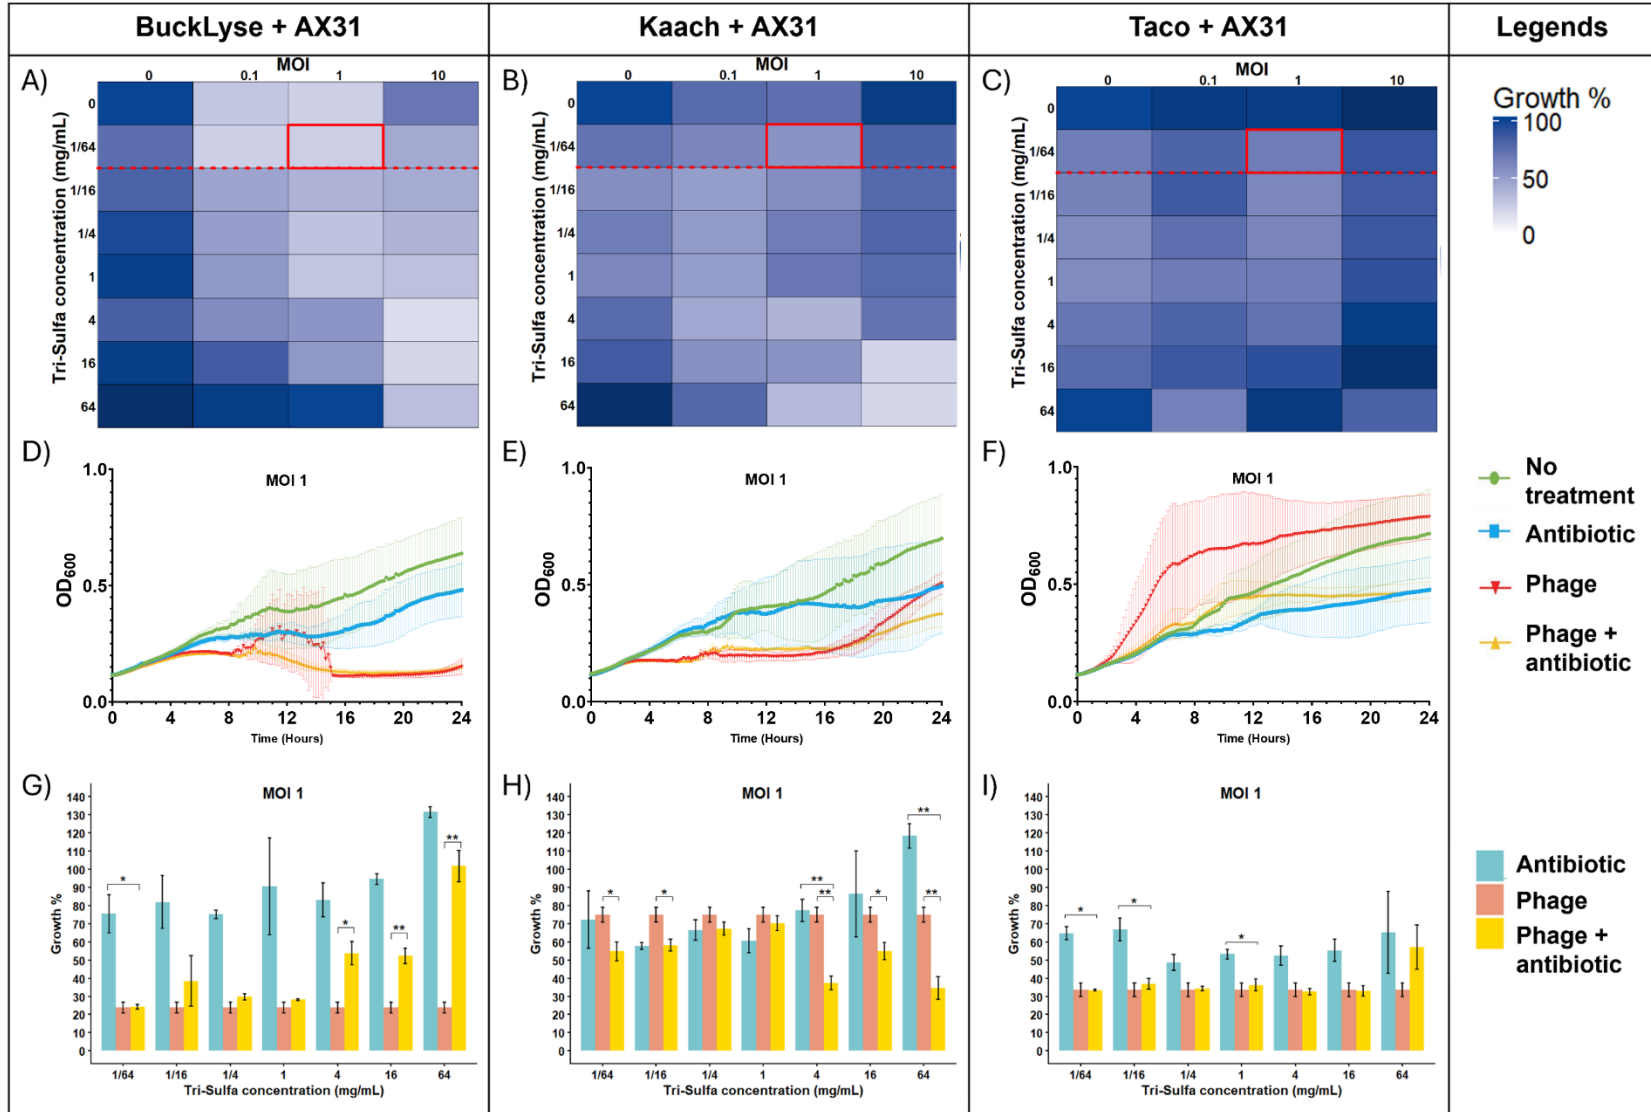 BuckLyse + AX31
Kaach + AX31
Taco + AX31
Legends
A)
MOI
0 0.1 1 10
Tri-Sulfa concentration (mg/mL)
0
1/64
1/16
1/4
1
4
16
64
B)
MOI
0 0.1 1 10
Tri-Sulfa concentration (mg/mL)
0
1/64
1/16
1/4
1
4
16
64
C)
MOI
0 0.1 1 10
Tri-Sulfa concentration (mg/mL)
0
1/64
1/16
1/4
1
4
16
64
Growth %
100
50
0
D)
MOI 1
OD600
1.0
0.5
0.0
0 4 8 12 16 20 24
Time (Hours)
E)
MOI 1
OD600
1.0
0.5
0.0
0 4 8 12 16 20 24
Time (Hours)
F)
MOI 1
OD600
1.0
0.5
0.0
0 4 8 12 16 20 24
Time (Hours)
No
treatment
Antibiotic
Phage
Phage +
antibiotic
G)
MOI 1
Growth %
140
130
120
110
100
90
80
70
60
50
40
30
20
10
0
* * ** **
1/64 1/16 1/4 1 4 16 64
Tri-Sulfa concentration (mg/mL)
H)
MOI 1
Growth %
140
130
120
110
100
90
80
70
60
50
40
30
20
10
0
* * ** ** * ** **
1/64 1/16 1/4 1 4 16 64
Tri-Sulfa concentration (mg/mL)
I)
MOI 1
Growth %
140
130
120
110
100
90
80
70
60
50
40
30
20
10
0
* * *
1/64 1/16 1/4 1 4 16 64
Tri-Sulfa concentration (mg/mL)
Antibiotic
Phage
Phage +
antibiotic